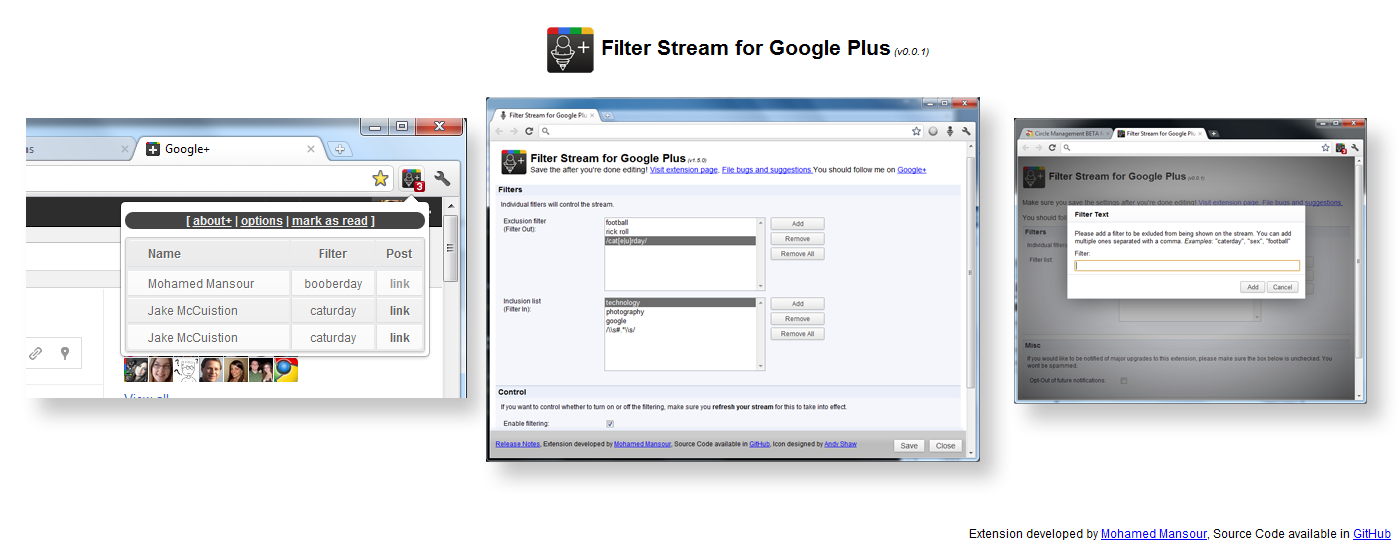 Filter Stream for Google Plus (v0.0.1)
us
Google+
3
[ about+ | options | mark as read ]
Name Filter Post
Mohamed Mansour booberday link
Jake McCuistion caturday link
Jake McCuistion caturday link
View all
Filter Stream for Google Plus
Filter Stream for Google Plus (v1.5.0)
Save the after you're done editing! Visit extension page. File bugs and suggestions You should follow me on Google+
Filters
Individual filters will control the stream.
Exclusion filter
(Filter Out):
football
rick roll
/cat[e|u]rday/
Add
Remove
Remove All
Inclusion list
(Filter In):
technology
photography
google
/\\s#.*\\s/
Add
Remove
Remove All
Control
If you want to control whether to turn on or off the filtering, make sure you refresh your stream for this to take into effect.
Enable filtering:
Release Notes, Extension developed by Mohamed Mansour, Source Code available in GitHub, Icon designed by Andy Shaw
Save Close
Circle Management BETA
Filter Stream for Google Plu
Filter Stream for Google Plus
Make sure you save the settings after you're done editing! Visit extension page. File bugs and suggestions
You should fo
Filters
Individual filters
Filter list:
Filter Text
Please add a filter to be exluded from being shown on the stream. You can add
multiple ones separated with a comma. Examples: "caterday", "sex", "football"
Filter:
Add Cancel
Misc
If you would like to be notified of major upgrades to this extension, please make sure the box below is unchecked. You
wont be spammed.
Opt-Out of future notifications:
Extension developed by Mohamed Mansour, Source Code available in GitHub